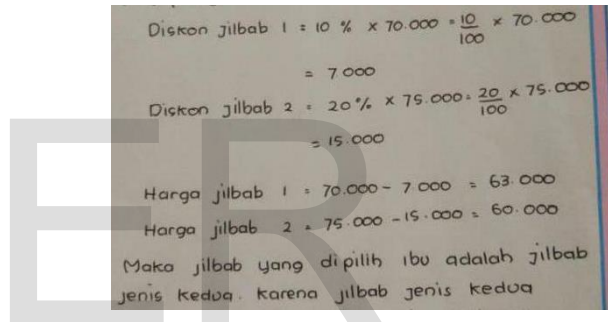 Diskon jilbab 1 = 10 % x 70.000 = 10/100 x 70.000
= 7 000
Diskon jilbab 2 = 20% x 75.000 = 20/100 x 75.000
= 15.000
Harga jilbab 1 = 70.000 - 7 000 = 63.000
Harga jilbab 2 = 75.000 - 15.000 = 60.000
Maka jilbab yang dipilih ibu adalah jilbab
jenis kedua. karena jilbab jenis kedua
ER